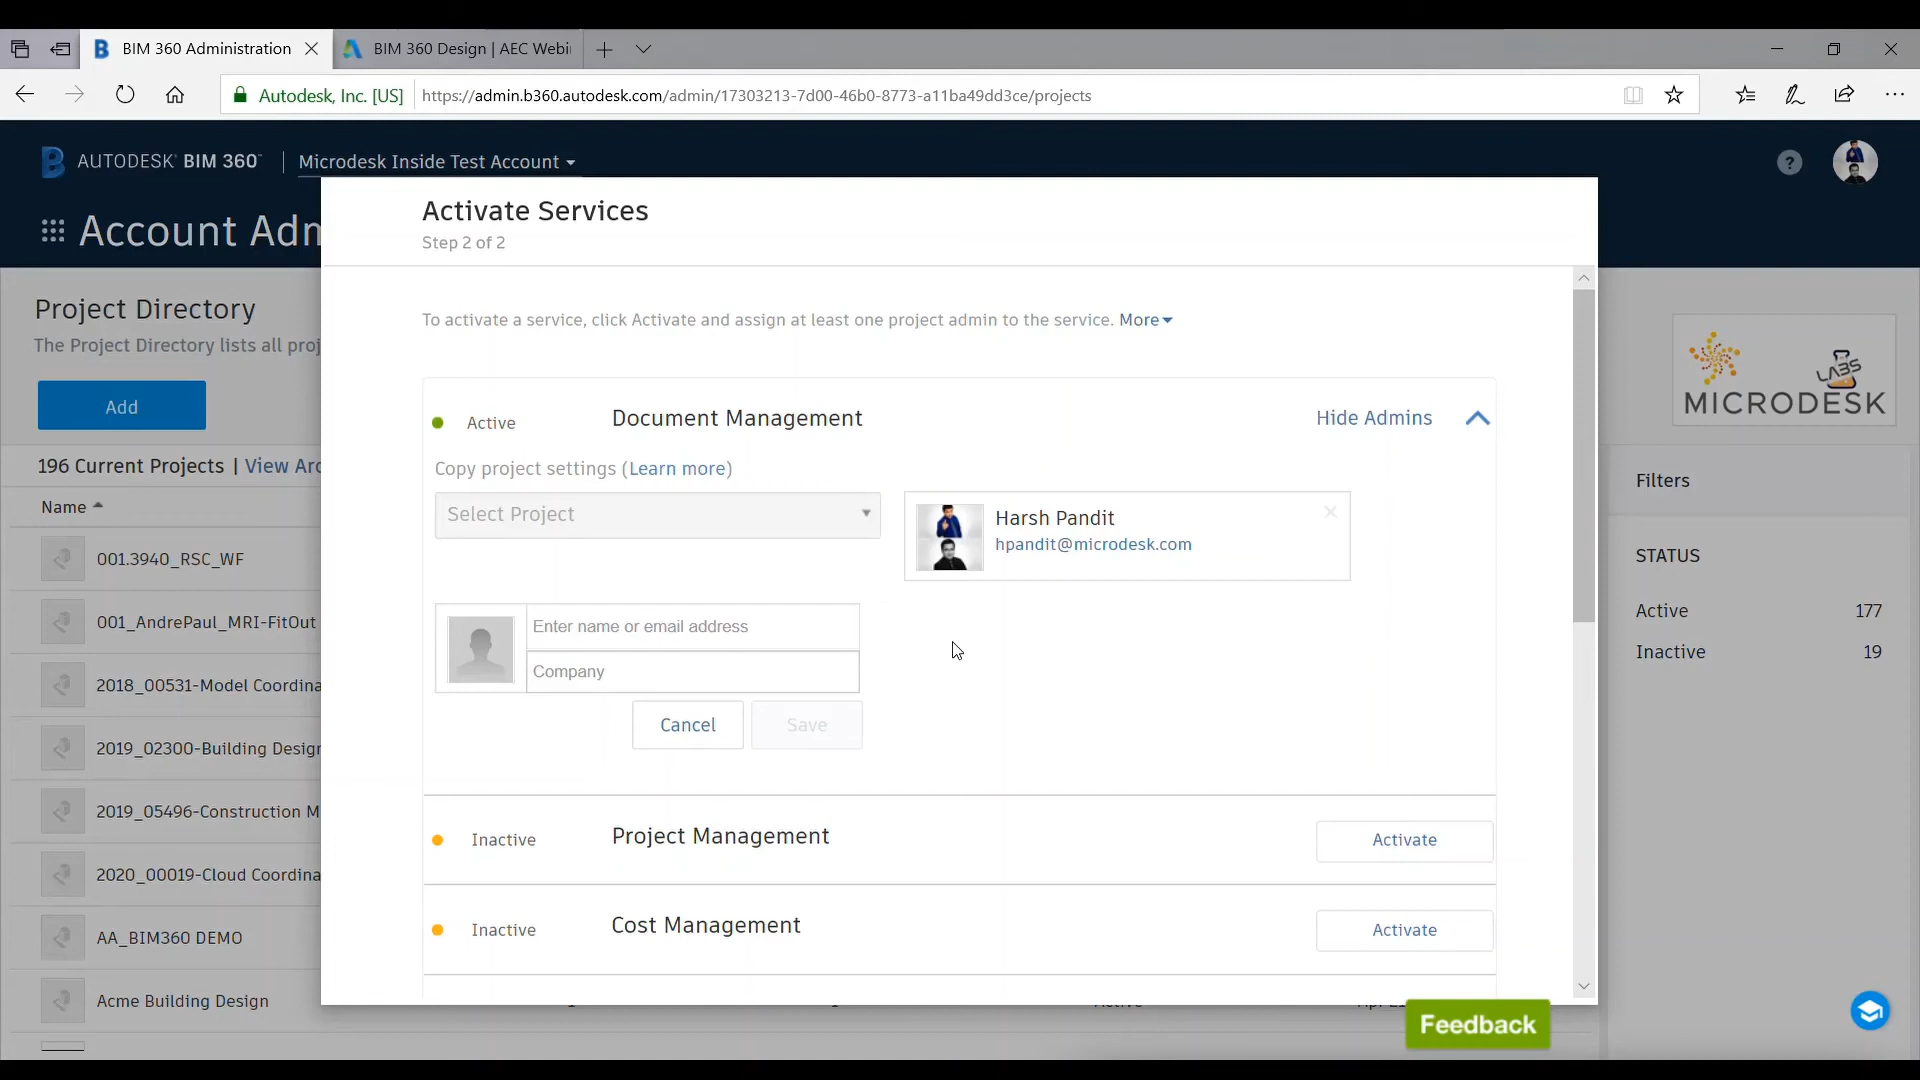 BIM 360 Administration
BIM 360 Design | AEC Webi
Autodesk, Inc. [US]
https://admin.b360.autodesk.com/admin/17303213-7d00-46b0-8773-a11ba49dd3ce/projects
AUTODESK® BIM 360™
Microdesk Inside Test Account
Account Adm
Activate Services
Step 2 of 2
Project Directory
The Project Directory lists all proj
Add
196 Current Projects | View Arc
Name
001.3940_RSC_WF
001_AndrePaul_MRI-FitOut
2018_00531-Model Coordina
2019_02300-Building Design
2019_05496-Construction M
2020_00019-Cloud Coordina
AA_BIM360 DEMO
Acme Building Design
To activate a service, click Activate and assign at least one project admin to the service. More
Active
Document Management
Hide Admins
Copy project settings (Learn more)
Select Project
Harsh Pandit
hpandit@microdesk.com
Enter name or email address
Company
Cancel
Save
Inactive
Project Management
Activate
Inactive
Cost Management
Activate
LABS
MICRODESK
Filters
STATUS
Active 177
Inactive 19
Feedback